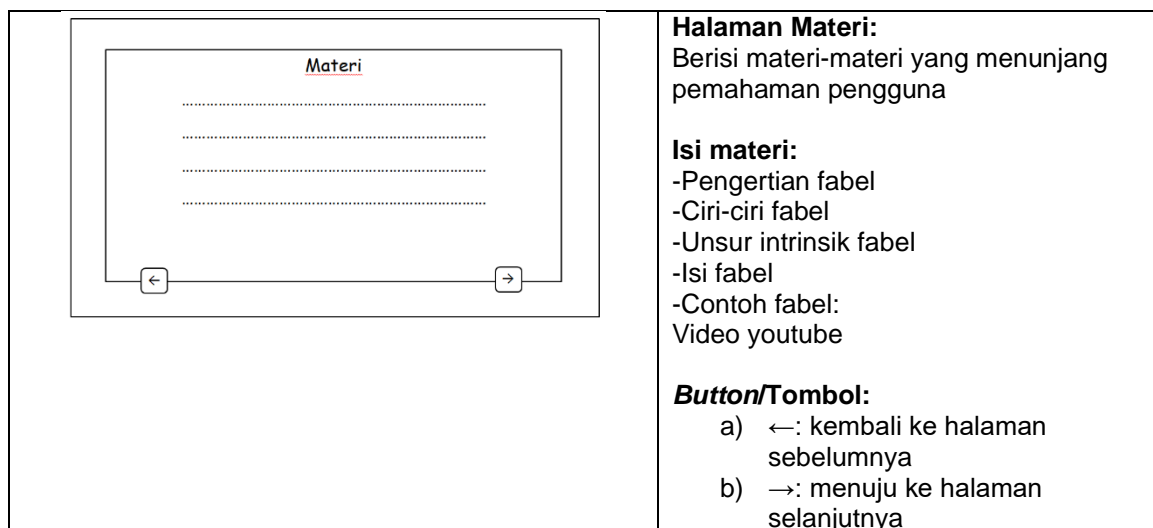 Materi
................................................................................
................................................................................
................................................................................
................................................................................
←
→
Halaman Materi:
Berisi materi-materi yang menunjang
pemahaman pengguna
Isi materi:
-Pengertian fabel
-Ciri-ciri fabel
-Unsur intrinsik fabel
-Isi fabel
-Contoh fabel:
Video youtube
Button/Tombol:
a) ←: kembali ke halaman
sebelumnya
b) →: menuju ke halaman
selanjutnya